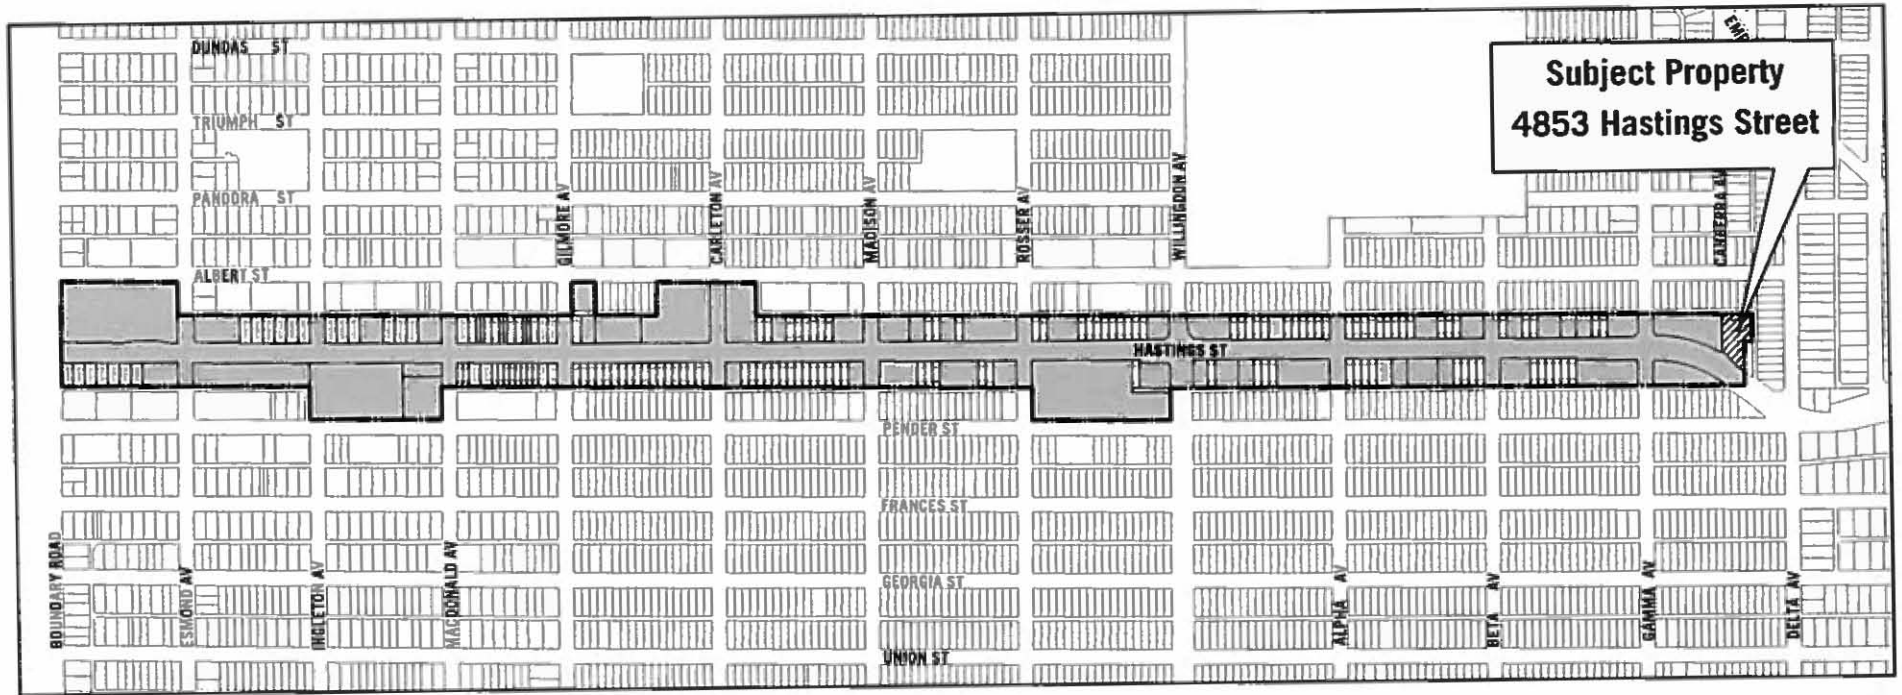 DUNDAS ST
Subject Property
4853 Hastings Street
TRIUMPH ST
PANDORA ST
GILMORE AV
CARLETON AV
MADISON AV
ROSSER AV
WILLINGDON AV
CANBERRA AV
ALBERT ST
HASTINGS ST
PENDER ST
FRANCES ST
GEORGIA ST
BOUNDARY ROAD
ESMOND AV
INGLETON AV
MACDONALD AV
ALPHA AV
BETA AV
GAMMA AV
DELTA AV
UNION ST